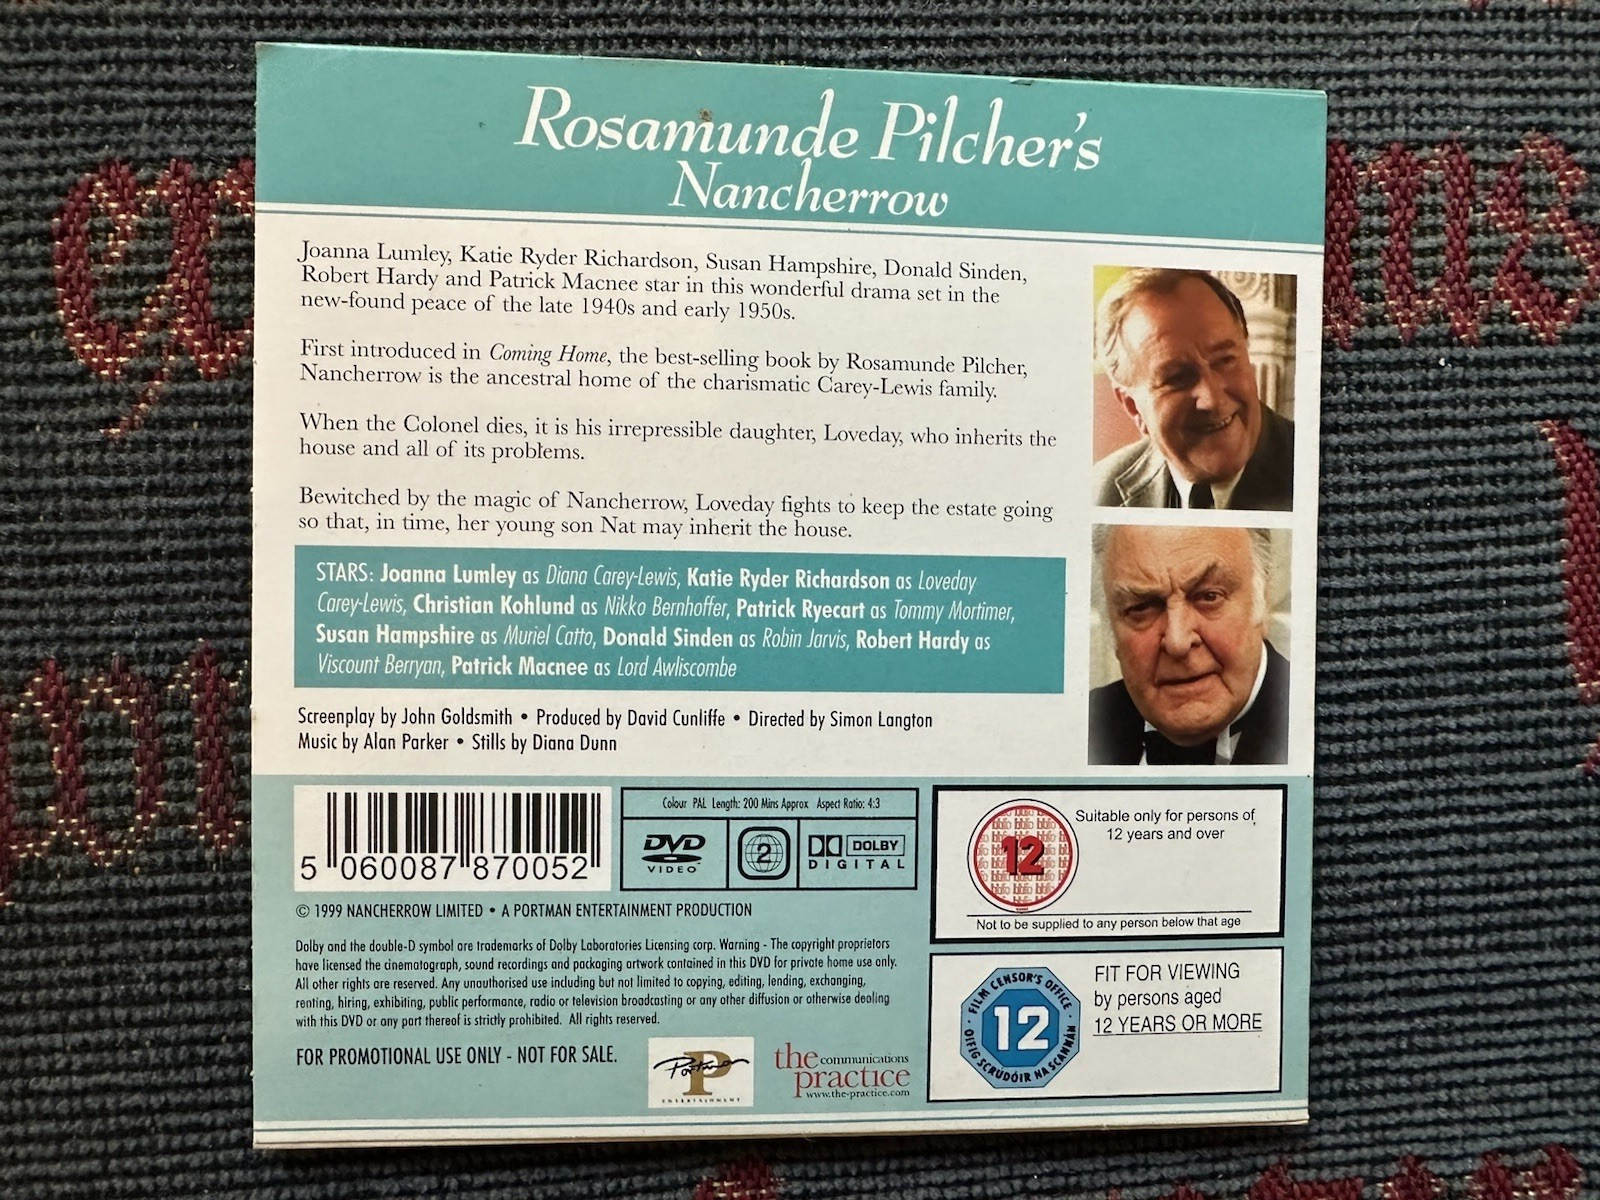 Rosamunde Pilcher's
Nancherrow
Joanna Lumley, Katie Ryder Richardson, Susan Hampshire, Donald Sinden,
Robert Hardy and Patrick Macnee star in this wonderful drama set in the
new-found peace of the late 1940s and early 1950s.
First introduced in Coming Home, the best-selling book by Rosamunde Pilcher,
Nancherrow is the ancestral home of the charismatic Carey-Lewis family.
When the Colonel dies, it is his irrepressible daughter, Loveday, who inherits the
house and all of its problems.
Bewitched by the magic of Nancherrow, Loveday fights to keep the estate going
so that, in time, her young son Nat may inherit the house.
STARS: Joanna Lumley as Diana Carey-Lewis, Katie Ryder Richardson as Loveday
Carey-Lewis, Christian Kohlund as Nikko Bernhoffer, Patrick Ryecart as Tommy Mortimer,
Susan Hampshire as Muriel Catto, Donald Sinden as Robin Jarvis, Robert Hardy as
Viscount Berryan, Patrick Macnee as Lord Awliscombe
Screenplay by John Goldsmith • Produced by David Cunliffe • Directed by Simon Langton
Music by Alan Parker • Stills by Diana Dunn
5 060087 870052
Colour PAL Length: 200 Mins Approx Aspect Ratio: 4:3
DVD
VIDEO
2
DOLBY
DIGITAL
© 1999 NANCHERROW LIMITED • A PORTMAN ENTERTAINMENT PRODUCTION
Dolby and the double-D symbol are trademarks of Dolby Laboratories Licensing corp. Warning - The copyright proprietors
have licensed the cinematograph, sound recordings and packaging artwork contained in this DVD for private home use only.
All other rights are reserved. Any unauthorised use including but not limited to copying, editing, lending, exchanging,
renting, hiring, exhibiting, public performance, radio or television broadcasting or any other diffusion or otherwise dealing
with this DVD or any part thereof is strictly prohibited. All rights reserved.
FOR PROMOTIONAL USE ONLY - NOT FOR SALE.
P
Portman
ENTERTAINMENT
the communications
practice
www.the-practice.com
12
Suitable only for persons of
12 years and over
Not to be supplied to any person below that age
FILM CENSOR'S OFFICE
12
OIFIG SCRÚDÓIR NA SCANNÁN
FIT FOR VIEWING
by persons aged
12 YEARS OR MORE